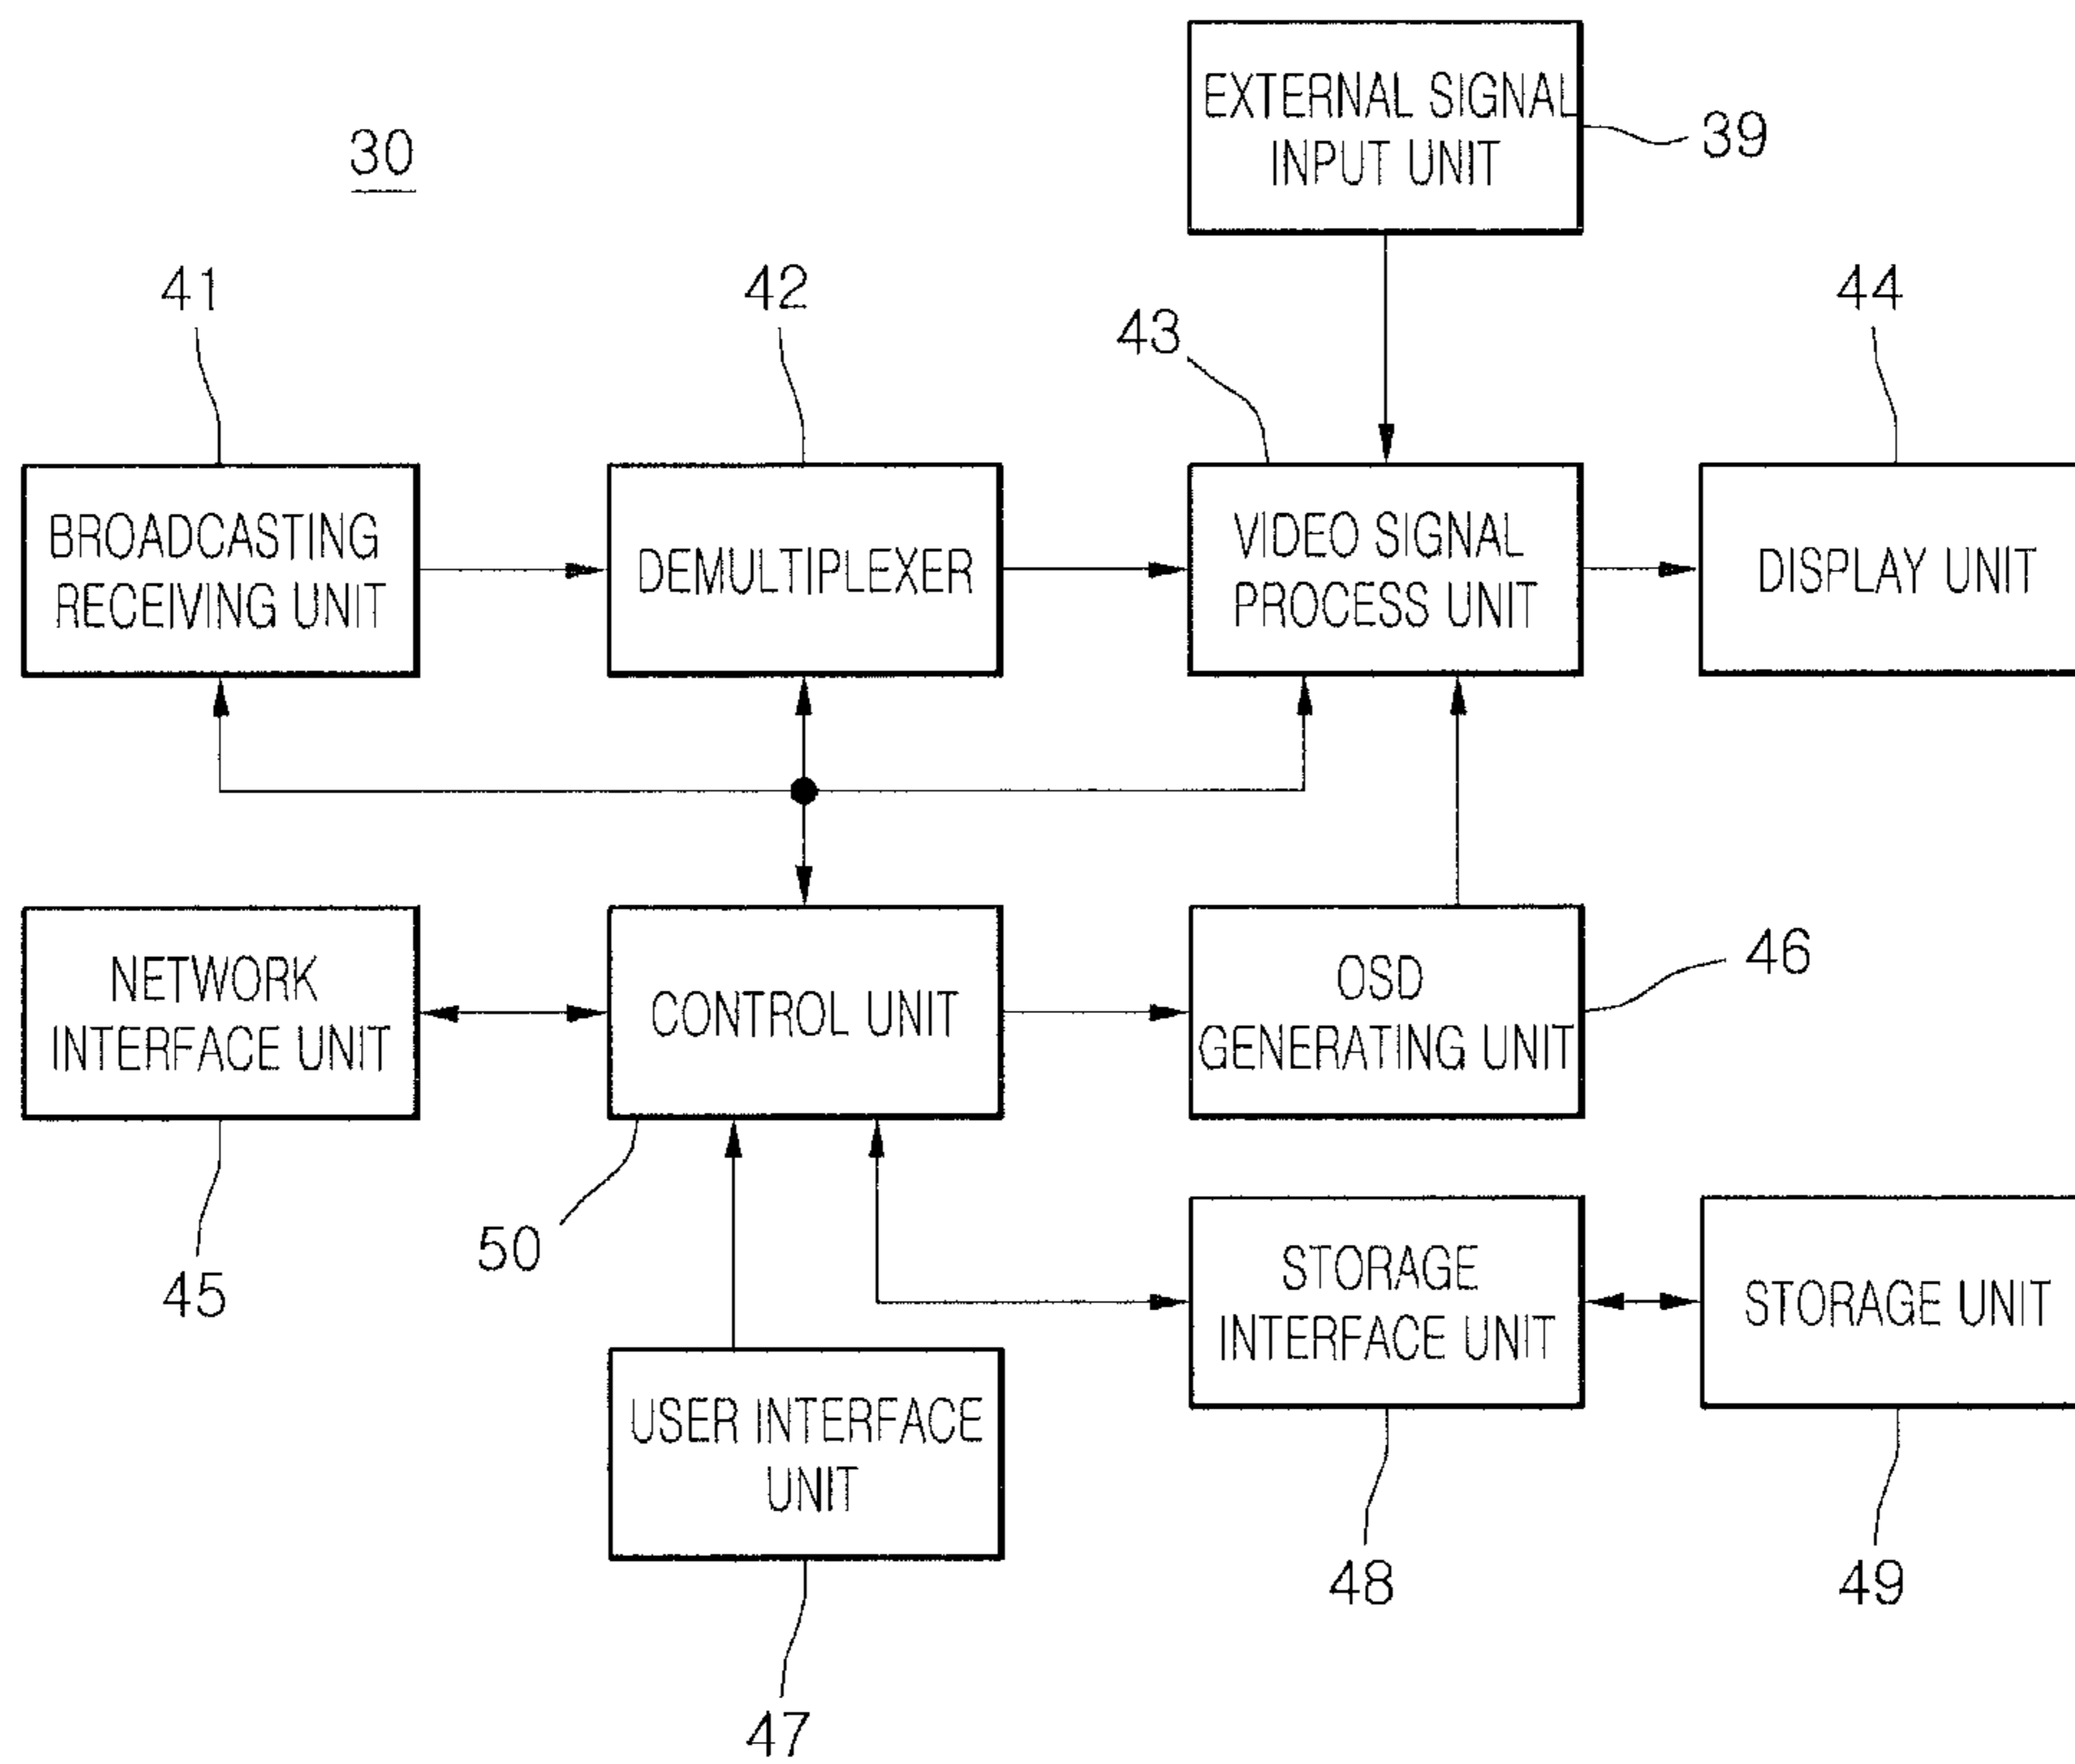 30
EXTERNAL SIGNAL
INPUT UNIT
39
41
42
43
44
BROADCASTING
RECEIVING UNIT
DEMULTIPLEXER
VIDEO SIGNAL
PROCESS UNIT
DISPLAY UNIT
NETWORK
INTERFACE UNIT
CONTROL UNIT
OSD
GENERATING UNIT
46
45
50
STORAGE
INTERFACE UNIT
STORAGE UNIT
USER INTERFACE
UNIT
48
49
47